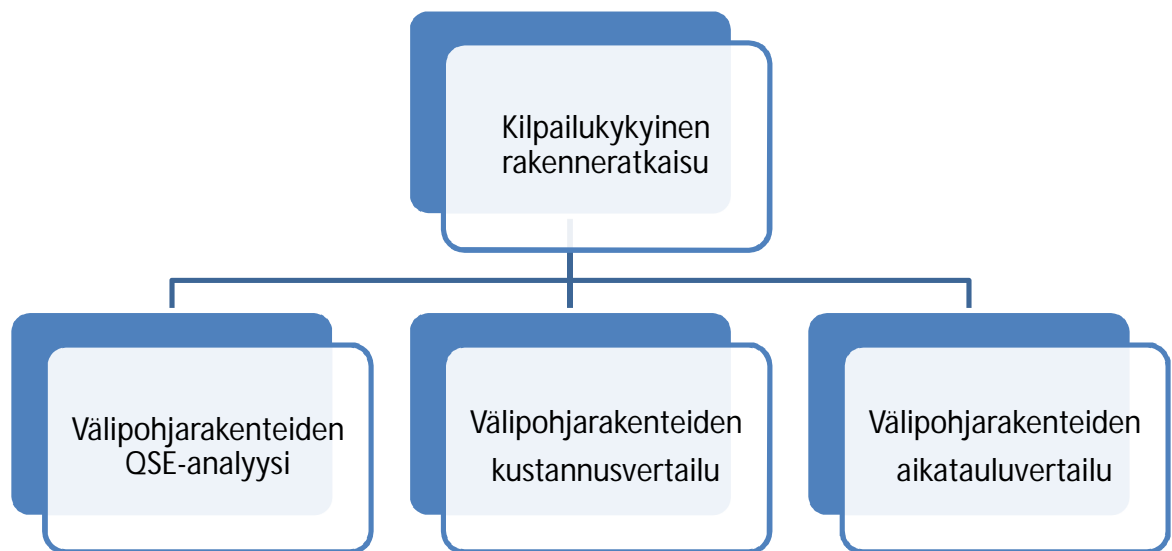 Kilpailukykyinen
rakenneratkaisu
Välipohjarakenteiden
QSE-analyysi
Välipohjarakenteiden
kustannusvertailu
Välipohjarakenteiden
aikatauluvertailu